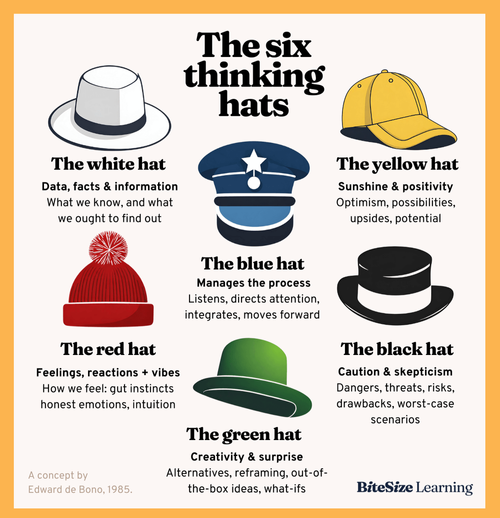 The six
thinking
hats
The white hat
Data, facts & information
What we know, and what
we ought to find out
The yellow hat
Sunshine & positivity
Optimism, possibilities,
upsides, potential
The blue hat
Manages the process
Listens, directs attention,
integrates, moves forward
The red hat
Feelings, reactions + vibes
How we feel: gut instincts
honest emotions, intuition
The black hat
Caution & skepticism
Dangers, threats, risks,
drawbacks, worst-case
scenarios
The green hat
Creativity & surprise
Alternatives, reframing, out-of-
the-box ideas, what-ifs
A concept by
Edward de Bono, 1985.
BiteSize Learning